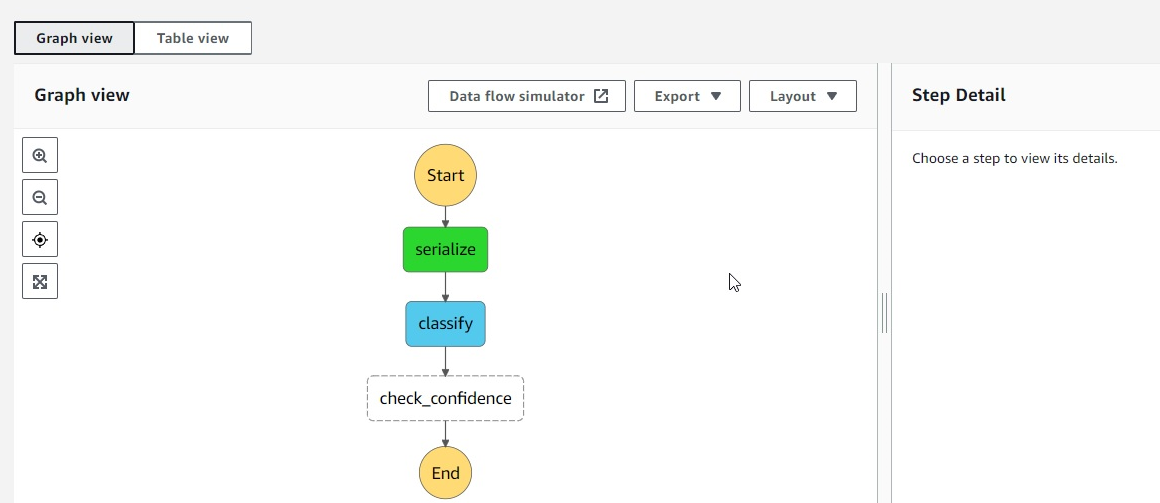 Graph view
Table view
Graph view
Data flow simulator
Export
Layout
Step Detail
Choose a step to view its details.
Start
serialize
classify
check_confidence
End